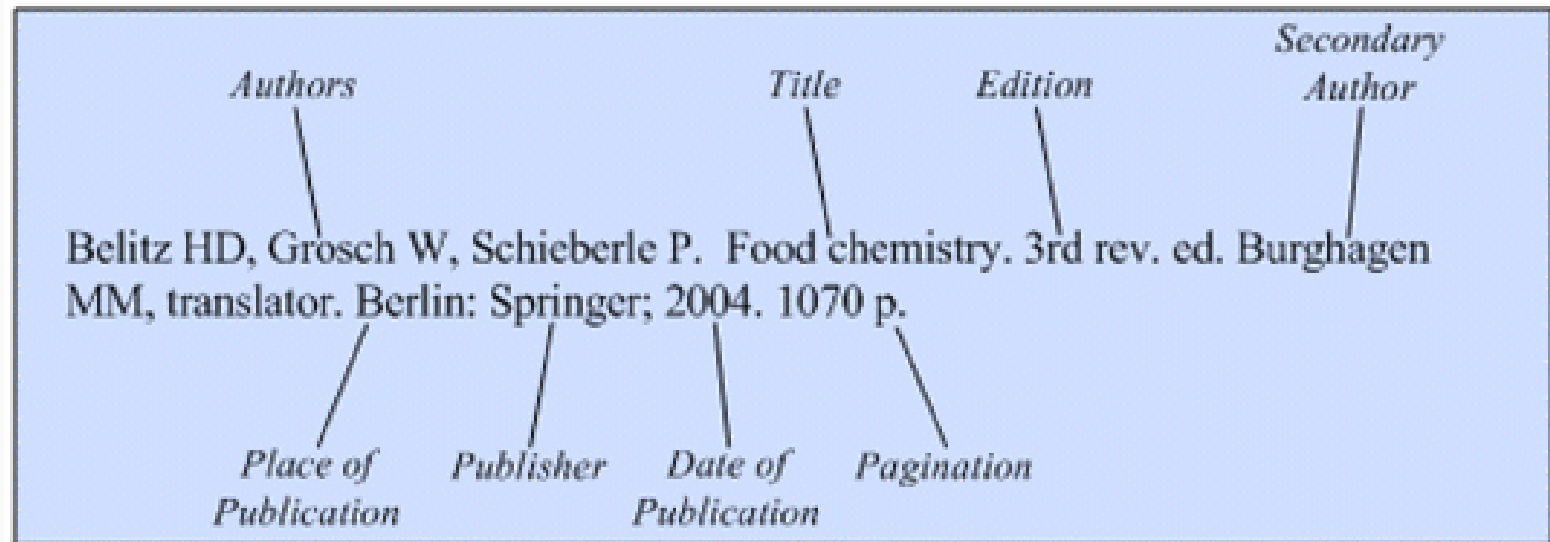 Secondary
Authors Title Edition Author
Belitz HD, Grosch W, Schieberle P.  Food chemistry. 3rd rev. ed. Burghagen
MM, translator. Berlin: Springer; 2004. 1070 p.
Place of Publisher Date of Pagination
Publication Publication